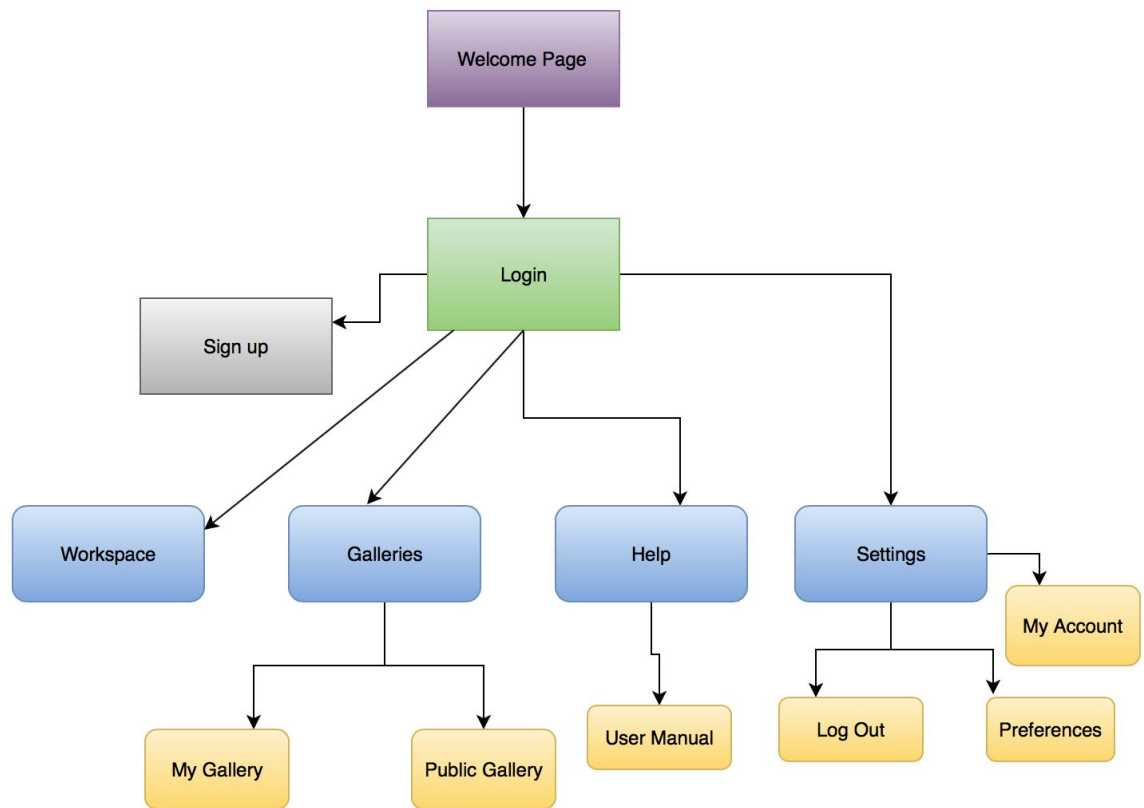 Welcome Page
Login
Sign up
Workspace
Galleries
Help
Settings
My Account
My Gallery
Public Gallery
User Manual
Log Out
Preferences